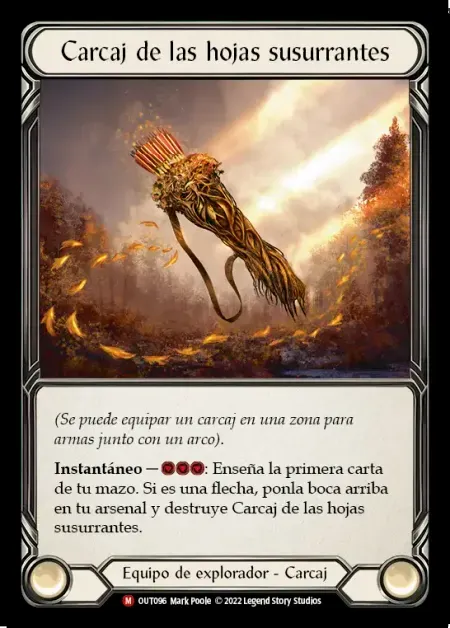 Carcaj de las hojas susurrantes
(Se puede equipar un carcaj en una zona para
armas junto con un arco).
Instantáneo — : Enseña la primera carta
de tu mazo. Si es una flecha, ponla boca arriba
en tu arsenal y destruye Carcaj de las hojas
susurrantes.
Equipo de explorador - Carcaj
M OUT096 Mark Poole © 2022 Legend Story Studios